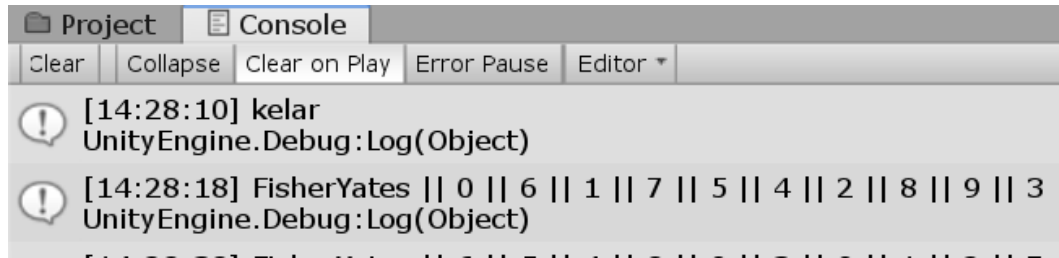 Project Console
Clear Collapse Clear on Play Error Pause Editor
[14:28:10] kelar
UnityEngine.Debug:Log(Object)
[14:28:18] FisherYates || 0 || 6 || 1 || 7 || 5 || 4 || 2 || 8 || 9 || 3
UnityEngine.Debug:Log(Object)